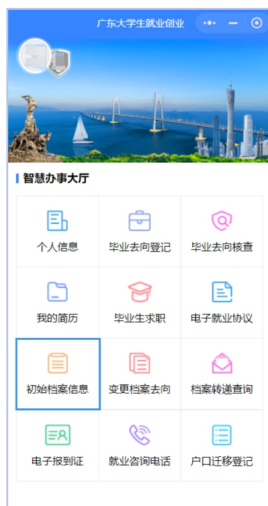 广东大学生就业创业
智慧办事大厅
个人信息 毕业去向登记 毕业去向核查
我的简历 毕业生求职 电子就业协议
初始档案信息 变更档案去向 档案转递查询
电子报到证 就业咨询电话 户口迁移登记